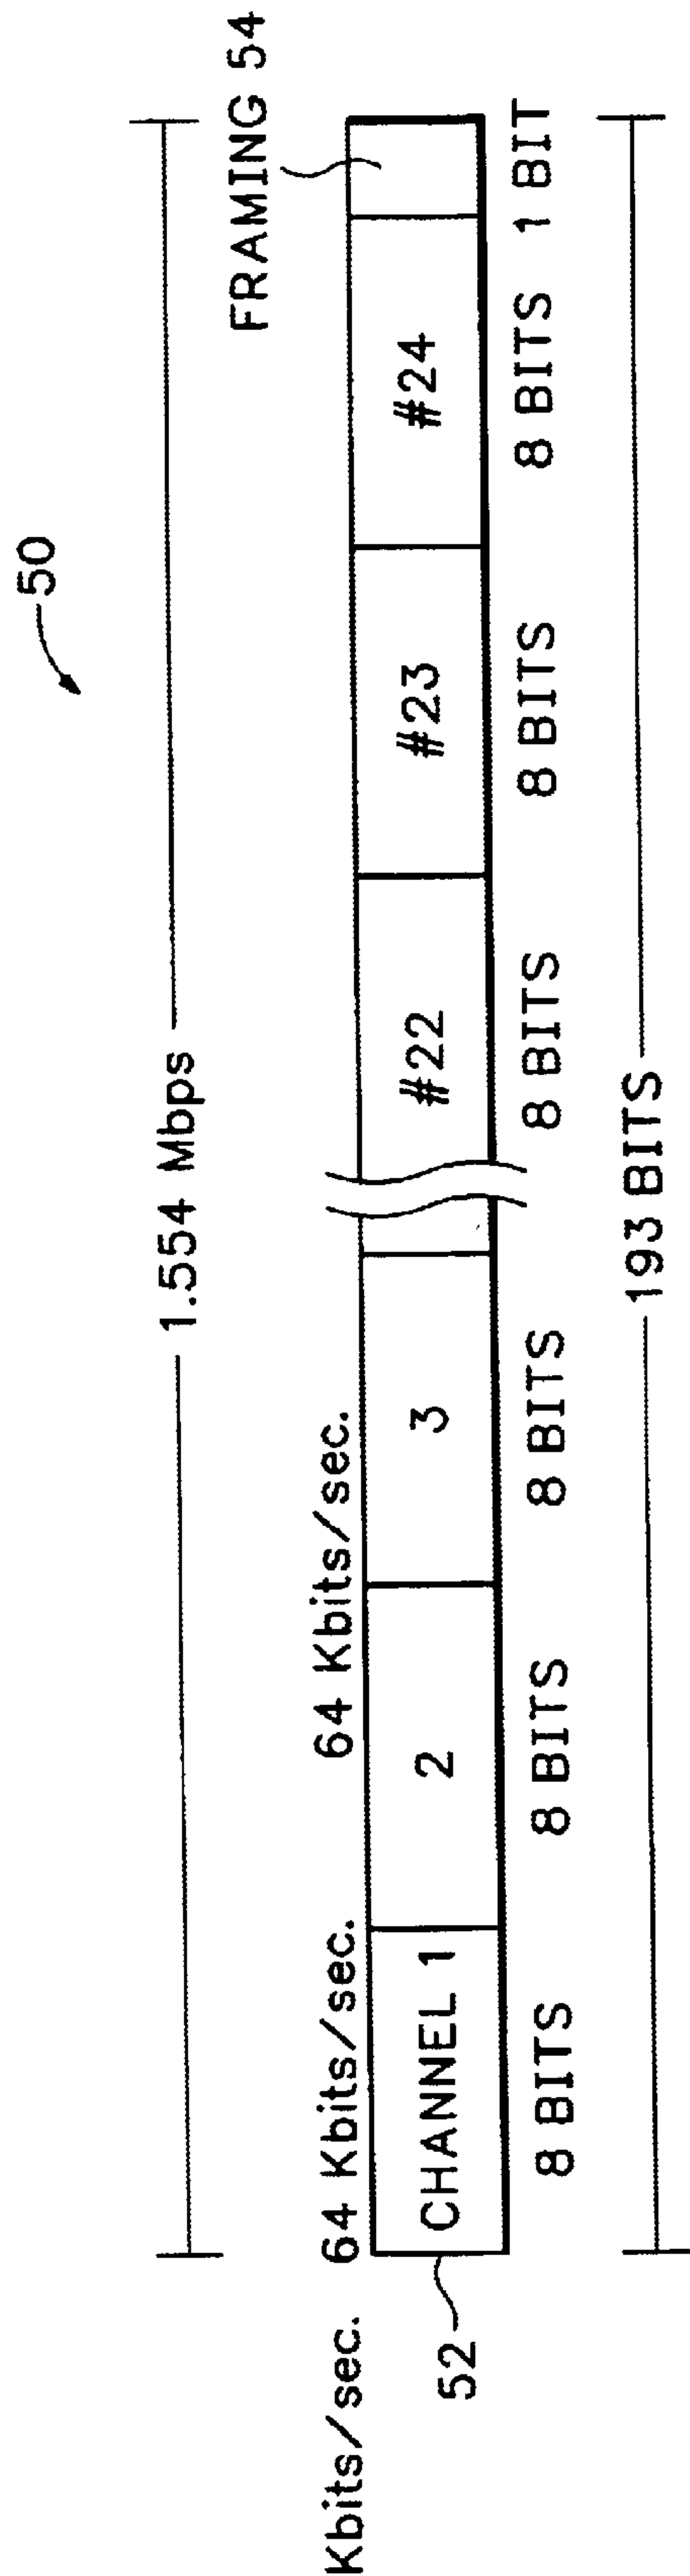 50
1.554 Mbps
FRAMING 54
Kbits/sec. 64 Kbits/sec. 64 Kbits/sec.
52 CHANNEL 1 2 3 #22 #23 #24
8 BITS 8 BITS 8 BITS 8 BITS 8 BITS 8 BITS 1 BIT
193 BITS